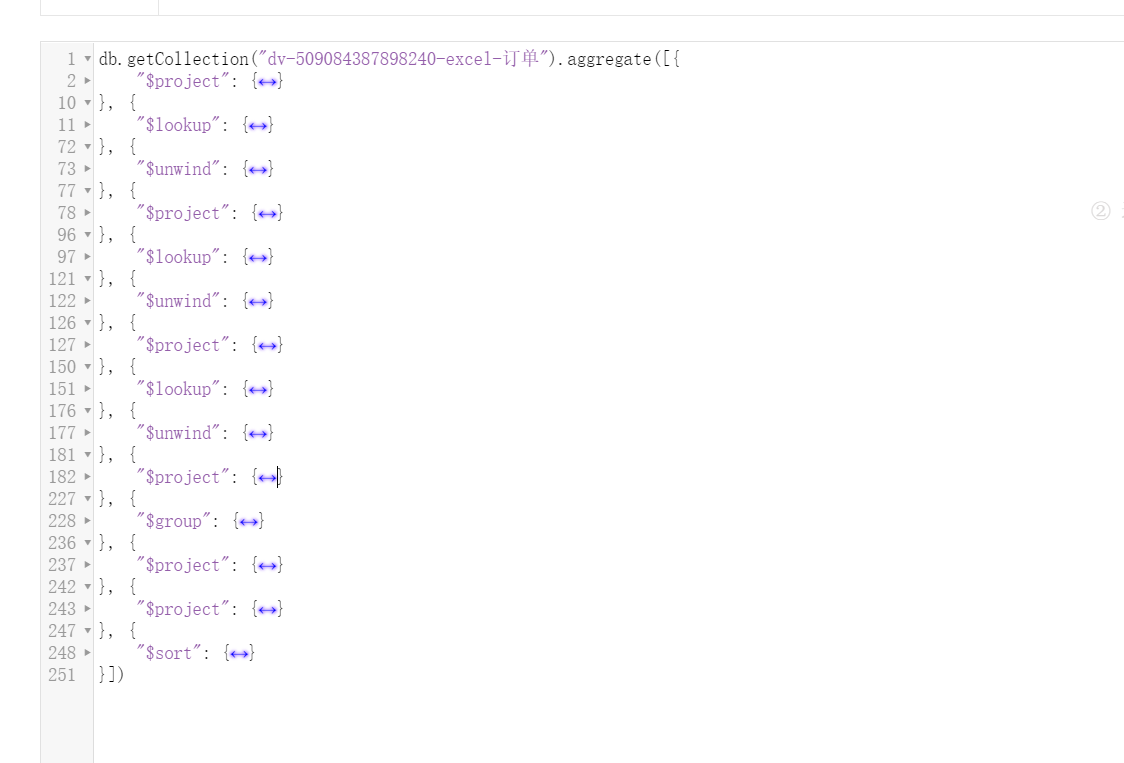 1 db.getCollection("dv-509084387898240-excel-订单").aggregate([{
2 "$project": {↔}
10 }, {
11 "$lookup": {↔}
72 }, {
73 "$unwind": {↔}
77 }, {
78 "$project": {↔}
96 }, {
97 "$lookup": {↔}
121 }, {
122 "$unwind": {↔}
126 }, {
127 "$project": {↔}
150 }, {
151 "$lookup": {↔}
176 }, {
177 "$unwind": {↔}
181 }, {
182 "$project": {↔}
227 }, {
228 "$group": {↔}
236 }, {
237 "$project": {↔}
242 }, {
243 "$project": {↔}
247 }, {
248 "$sort": {↔}
251 }])
②